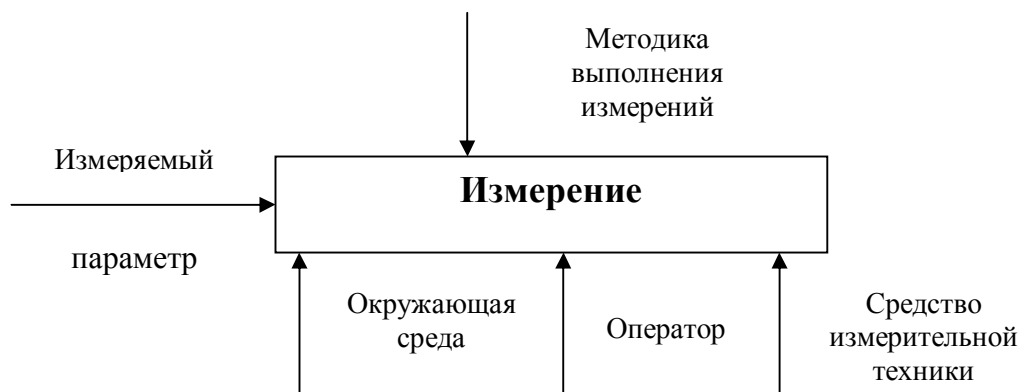 Методика
выполнения
измерений
Измеряемый
Измерение
параметр
Окружающая
среда
Оператор
Средство
измерительной
техники